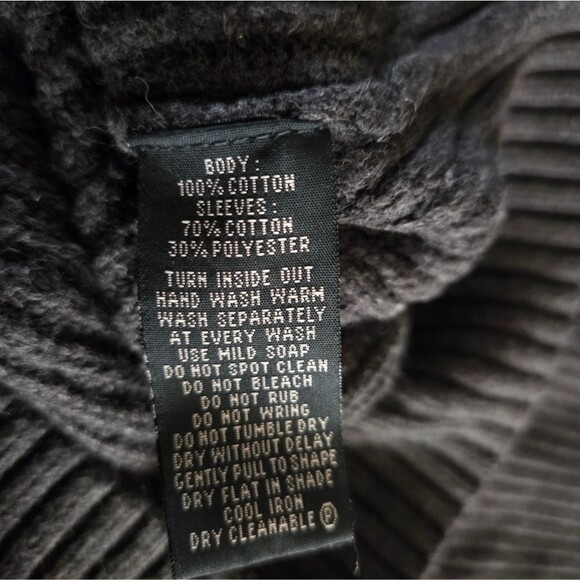 BODY:
100% COTTON
SLEEVES:
70% COTTON
30% POLYESTER
TURN INSIDE OUT
HAND WASH WARM
WASH SEPARATELY
AT EVERY WASH
USE MILD SOAP
DO NOT SPOT CLEAN
DO NOT BLEACH
DO NOT RUB
DO NOT WRING
DO NOT TUMBLE DRY
DRY WITHOUT DELAY
GENTLY PULL TO SHAPE
DRY FLAT IN SHADE
COOL IRON
DRY CLEANABLE Ⓟ